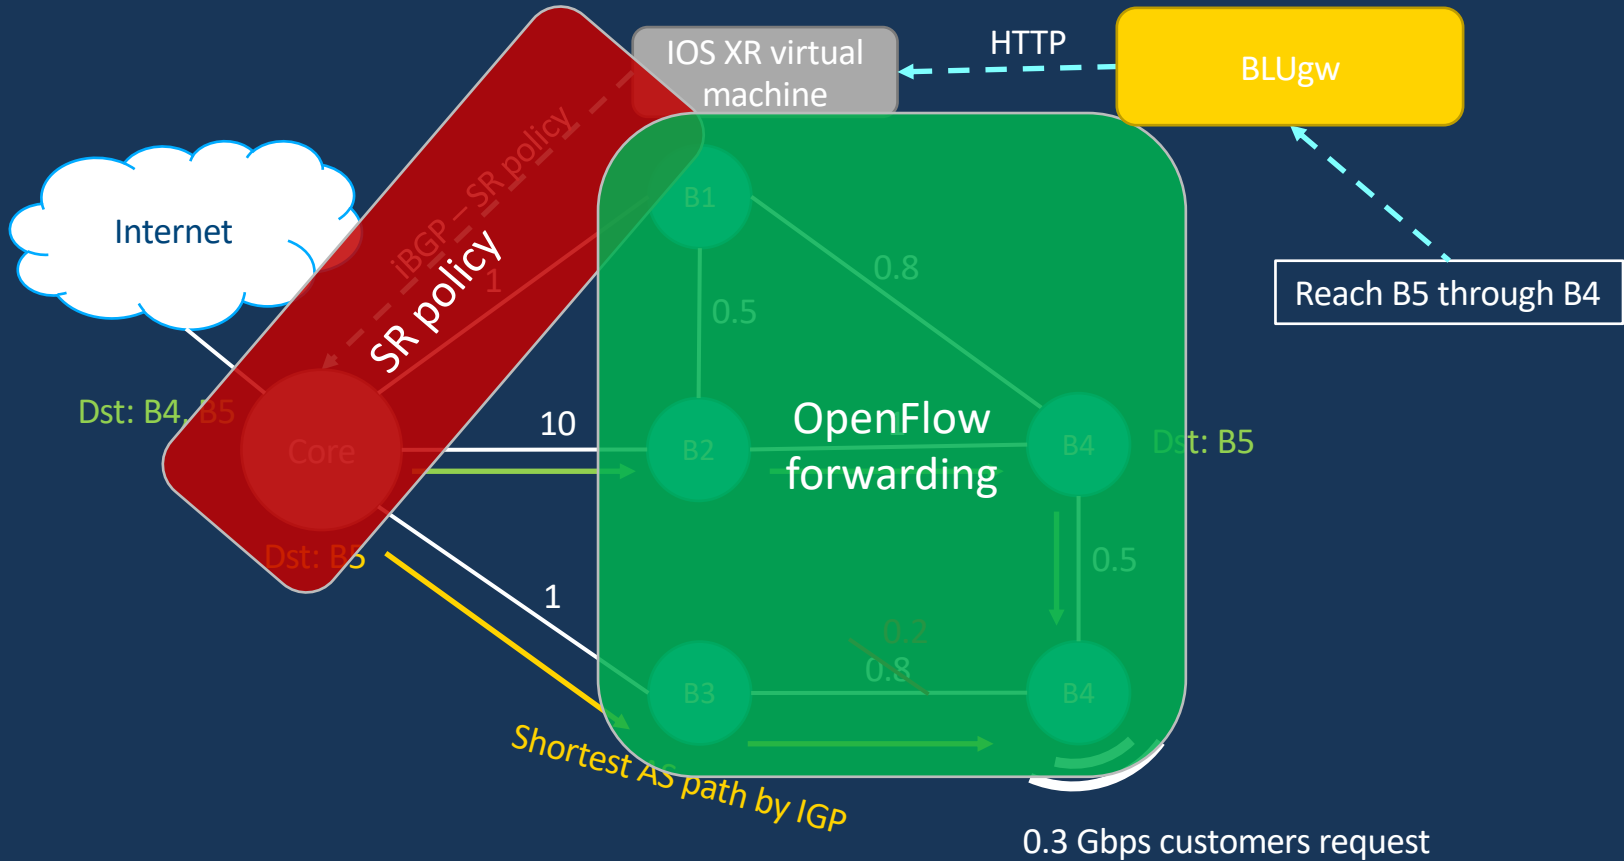 IOS XR virtual
machine
HTTP
BLUgw
Internet
iBGP – SR policy
SR policy
1
B1
0.8
0.5
Reach B5 through B4
Dst: B4, B5
Core
10
B2
OpenFlow
forwarding
1
B4
Dst: B5
Dst: B5
0.5
1
0.2
0.8
B3
B4
Shortest AS path by IGP
0.3 Gbps customers request